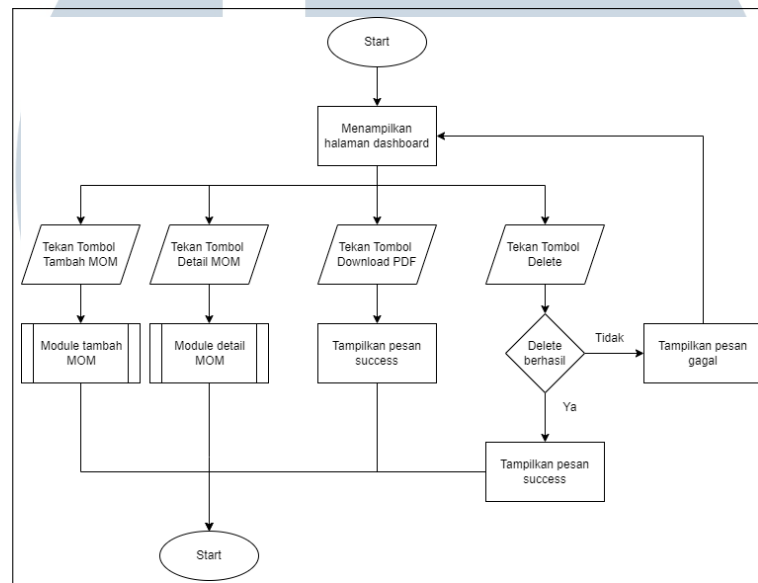 Start
Menampilkan
halaman dashboard
Tekan Tombol
Tambah MOM
Tekan Tombol
Detail MOM
Tekan Tombol
Download PDF
Tekan Tombol
Delete
Module tambah
MOM
Module detail
MOM
Tampilkan pesan
success
Delete
berhasil
Tidak
Tampilkan pesan
gagal
Ya
Tampilkan pesan
success
Start